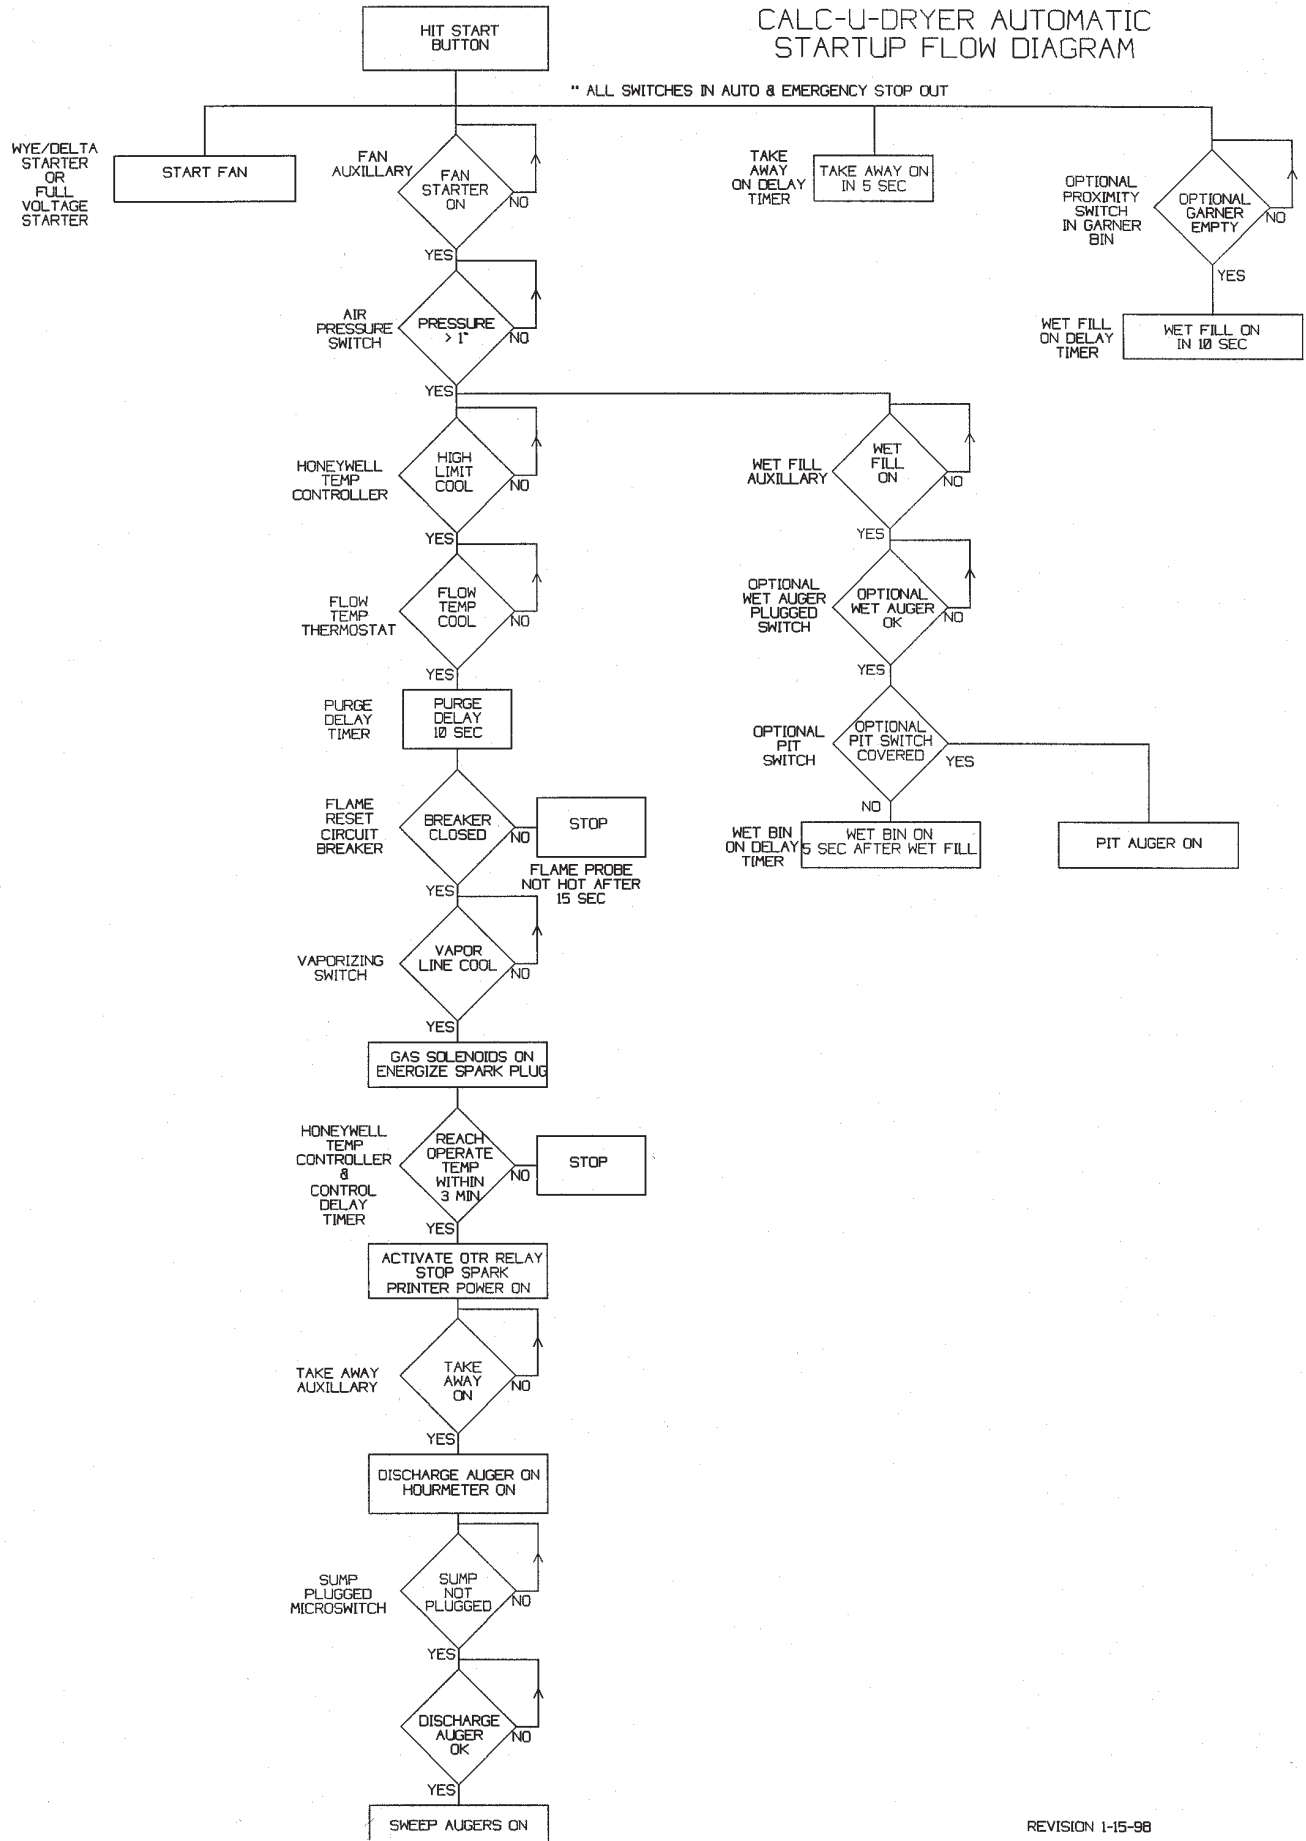 CALC-U-DRYER AUTOMATIC
STARTUP FLOW DIAGRAM
HIT START
BUTTON
" ALL SWITCHES IN AUTO & EMERGENCY STOP OUT
WYE/DELTA
STARTER
OR
FULL
VOLTAGE
STARTER
START FAN
FAN
AUXILLARY
FAN
STARTER
ON
NO
YES
TAKE
AWAY
ON DELAY
TIMER
TAKE AWAY ON
IN 5 SEC
OPTIONAL
PROXIMITY
SWITCH
IN GARNER
BIN
OPTIONAL
GARNER
EMPTY
NO
YES
WET FILL
ON DELAY
TIMER
WET FILL ON
IN 10 SEC
AIR
PRESSURE
SWITCH
PRESSURE
> 1"
NO
YES
HONEYWELL
TEMP
CONTROLLER
HIGH
LIMIT
COOL
NO
YES
WET FILL
AUXILLARY
WET
FILL
ON
NO
YES
FLOW
TEMP
THERMOSTAT
FLOW
TEMP
COOL
NO
YES
OPTIONAL
WET AUGER
PLUGGED
SWITCH
OPTIONAL
WET AUGER
OK
NO
YES
PURGE
DELAY
TIMER
PURGE
DELAY
10 SEC
OPTIONAL
PIT
SWITCH
OPTIONAL
PIT SWITCH
COVERED
YES
NO
FLAME
RESET
CIRCUIT
BREAKER
BREAKER
CLOSED
NO
STOP
FLAME PROBE
NOT HOT AFTER
15 SEC
YES
WET BIN
ON DELAY
TIMER
WET BIN ON
5 SEC AFTER WET FILL
PIT AUGER ON
VAPORIZING
SWITCH
VAPOR
LINE COOL
NO
YES
GAS SOLENOIDS ON
ENERGIZE SPARK PLUG
HONEYWELL
TEMP
CONTROLLER
&
CONTROL
DELAY
TIMER
REACH
OPERATE
TEMP
WITHIN
3 MIN
NO
STOP
YES
ACTIVATE OTR RELAY
STOP SPARK
PRINTER POWER ON
TAKE AWAY
AUXILLARY
TAKE
AWAY
ON
NO
YES
DISCHARGE AUGER ON
HOURMETER ON
SUMP
PLUGGED
MICROSWITCH
SUMP
NOT
PLUGGED
NO
YES
DISCHARGE
AUGER
OK
NO
YES
SWEEP AUGERS ON
REVISION 1-15-98